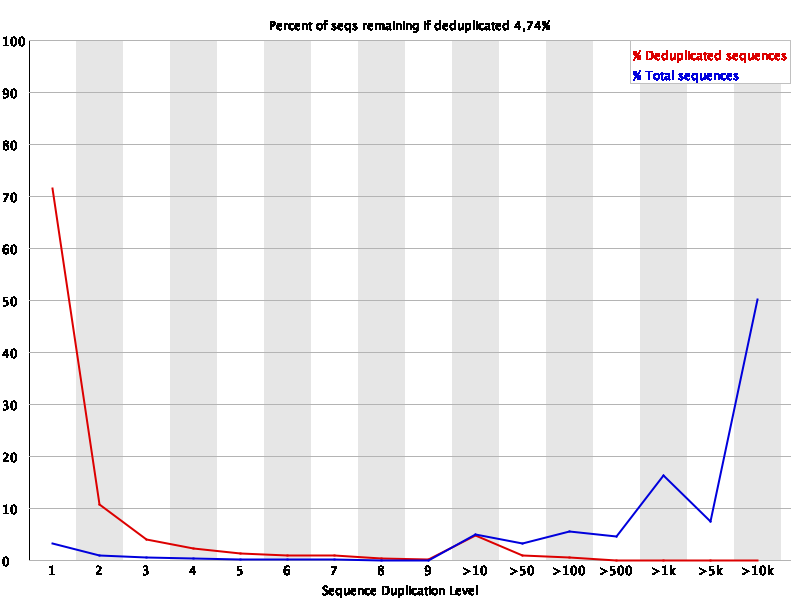 Percent of seqs remaining if deduplicated 4,74%
% Deduplicated sequences
% Total sequences
100
90
80
70
60
50
40
30
20
10
0
1 2 3 4 5 6 7 8 9 >10 >50 >100 >500 >1k >5k >10k
Sequence Duplication Level